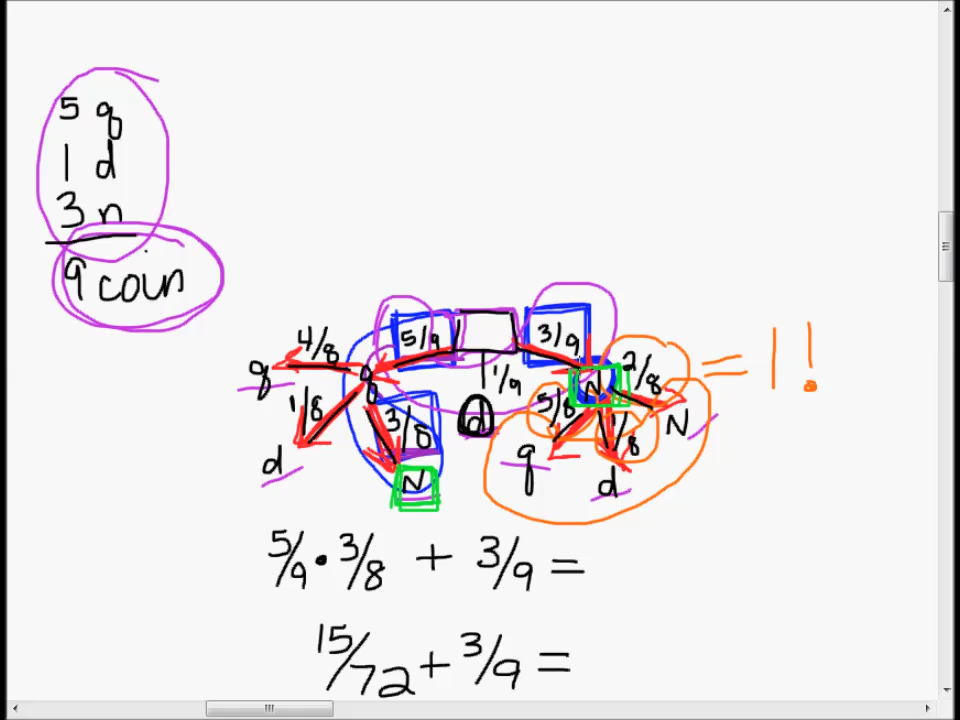 5 q
1 d
3 n
9 coin
5/9 3/9
4/8 q 1/8 d 3/8 N
q
1/9 d
N
2/8 N
5/8 q
1/8 d
= 1!
5/9 · 3/8 + 3/9 =
15/72 + 3/9 =